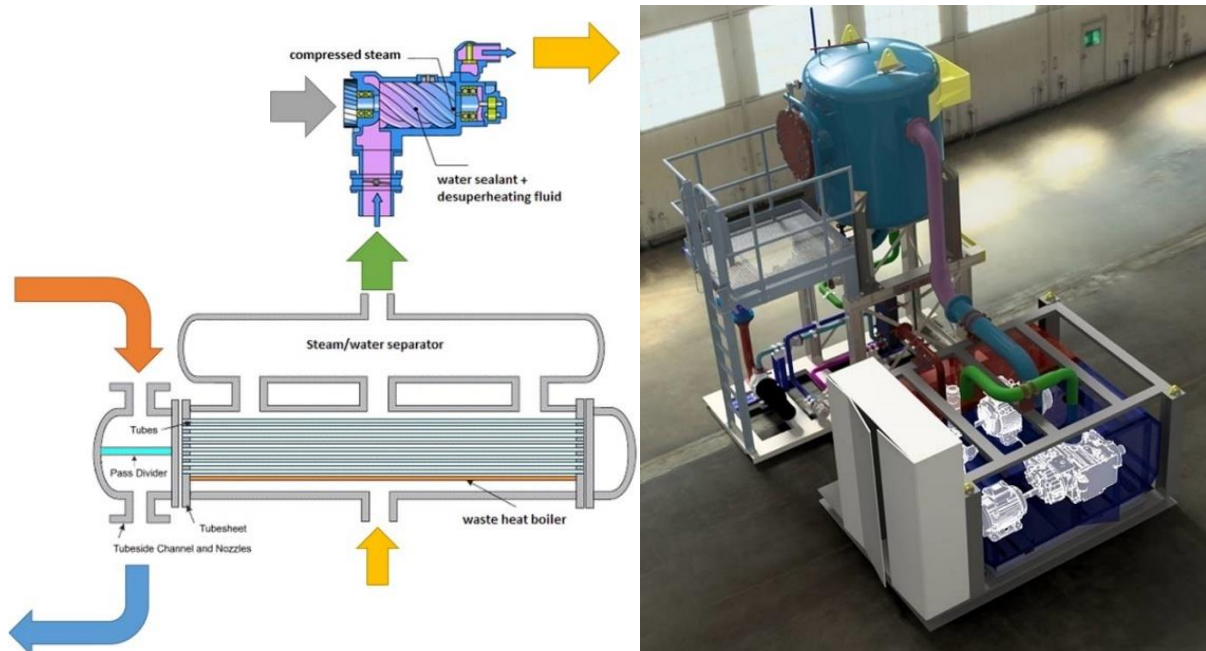 compressed steam
water sealant +
desuperheating fluid
Steam/water separator
Tubes
Pass Divider
waste heat boiler
Tubesheet
Tubeside Channel and Nozzles